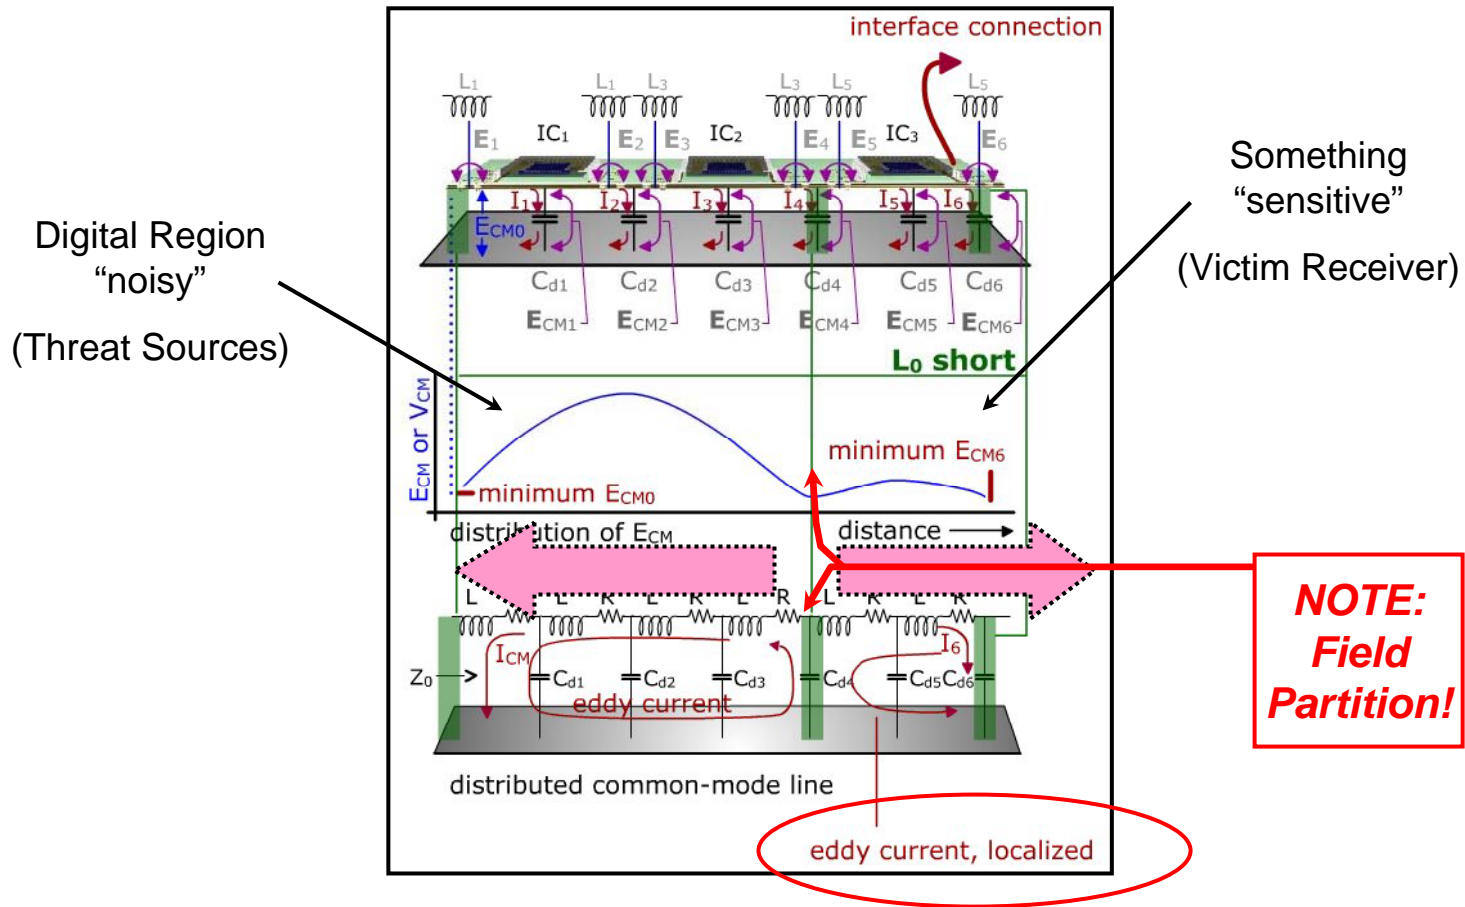 interface connection
L1 L1 L3 L3 L5 L5
IC1 IC2 IC3
E1 E2 E3 E4 E5 E6
I1 I2 I3 I4 I5 I6
ECM0
Cd1 Cd2 Cd3 Cd4 Cd5 Cd6
ECM1 ECM2 ECM3 ECM4 ECM5 ECM6
Digital Region
“noisy”
(Threat Sources)
Something
“sensitive”
(Victim Receiver)
L0 short
ECM or VCM
minimum ECM0
minimum ECM6
distribution of ECM
distance
L R L R L R L R L R L R
ICM
I6
Z0
Cd1 Cd2 Cd3 Cd4 Cd5 Cd6
eddy current
distributed common-mode line
eddy current, localized
NOTE:
Field
Partition!